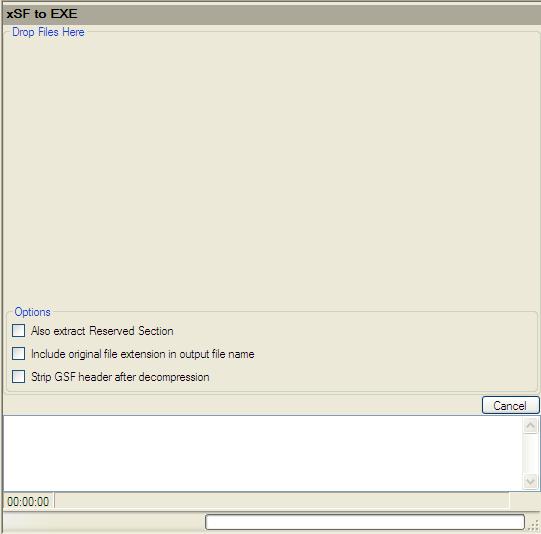 xSF to EXE
Drop Files Here
Options
Also extract Reserved Section
Include original file extension in output file name
Strip GSF header after decompression
Cancel
00:00:00